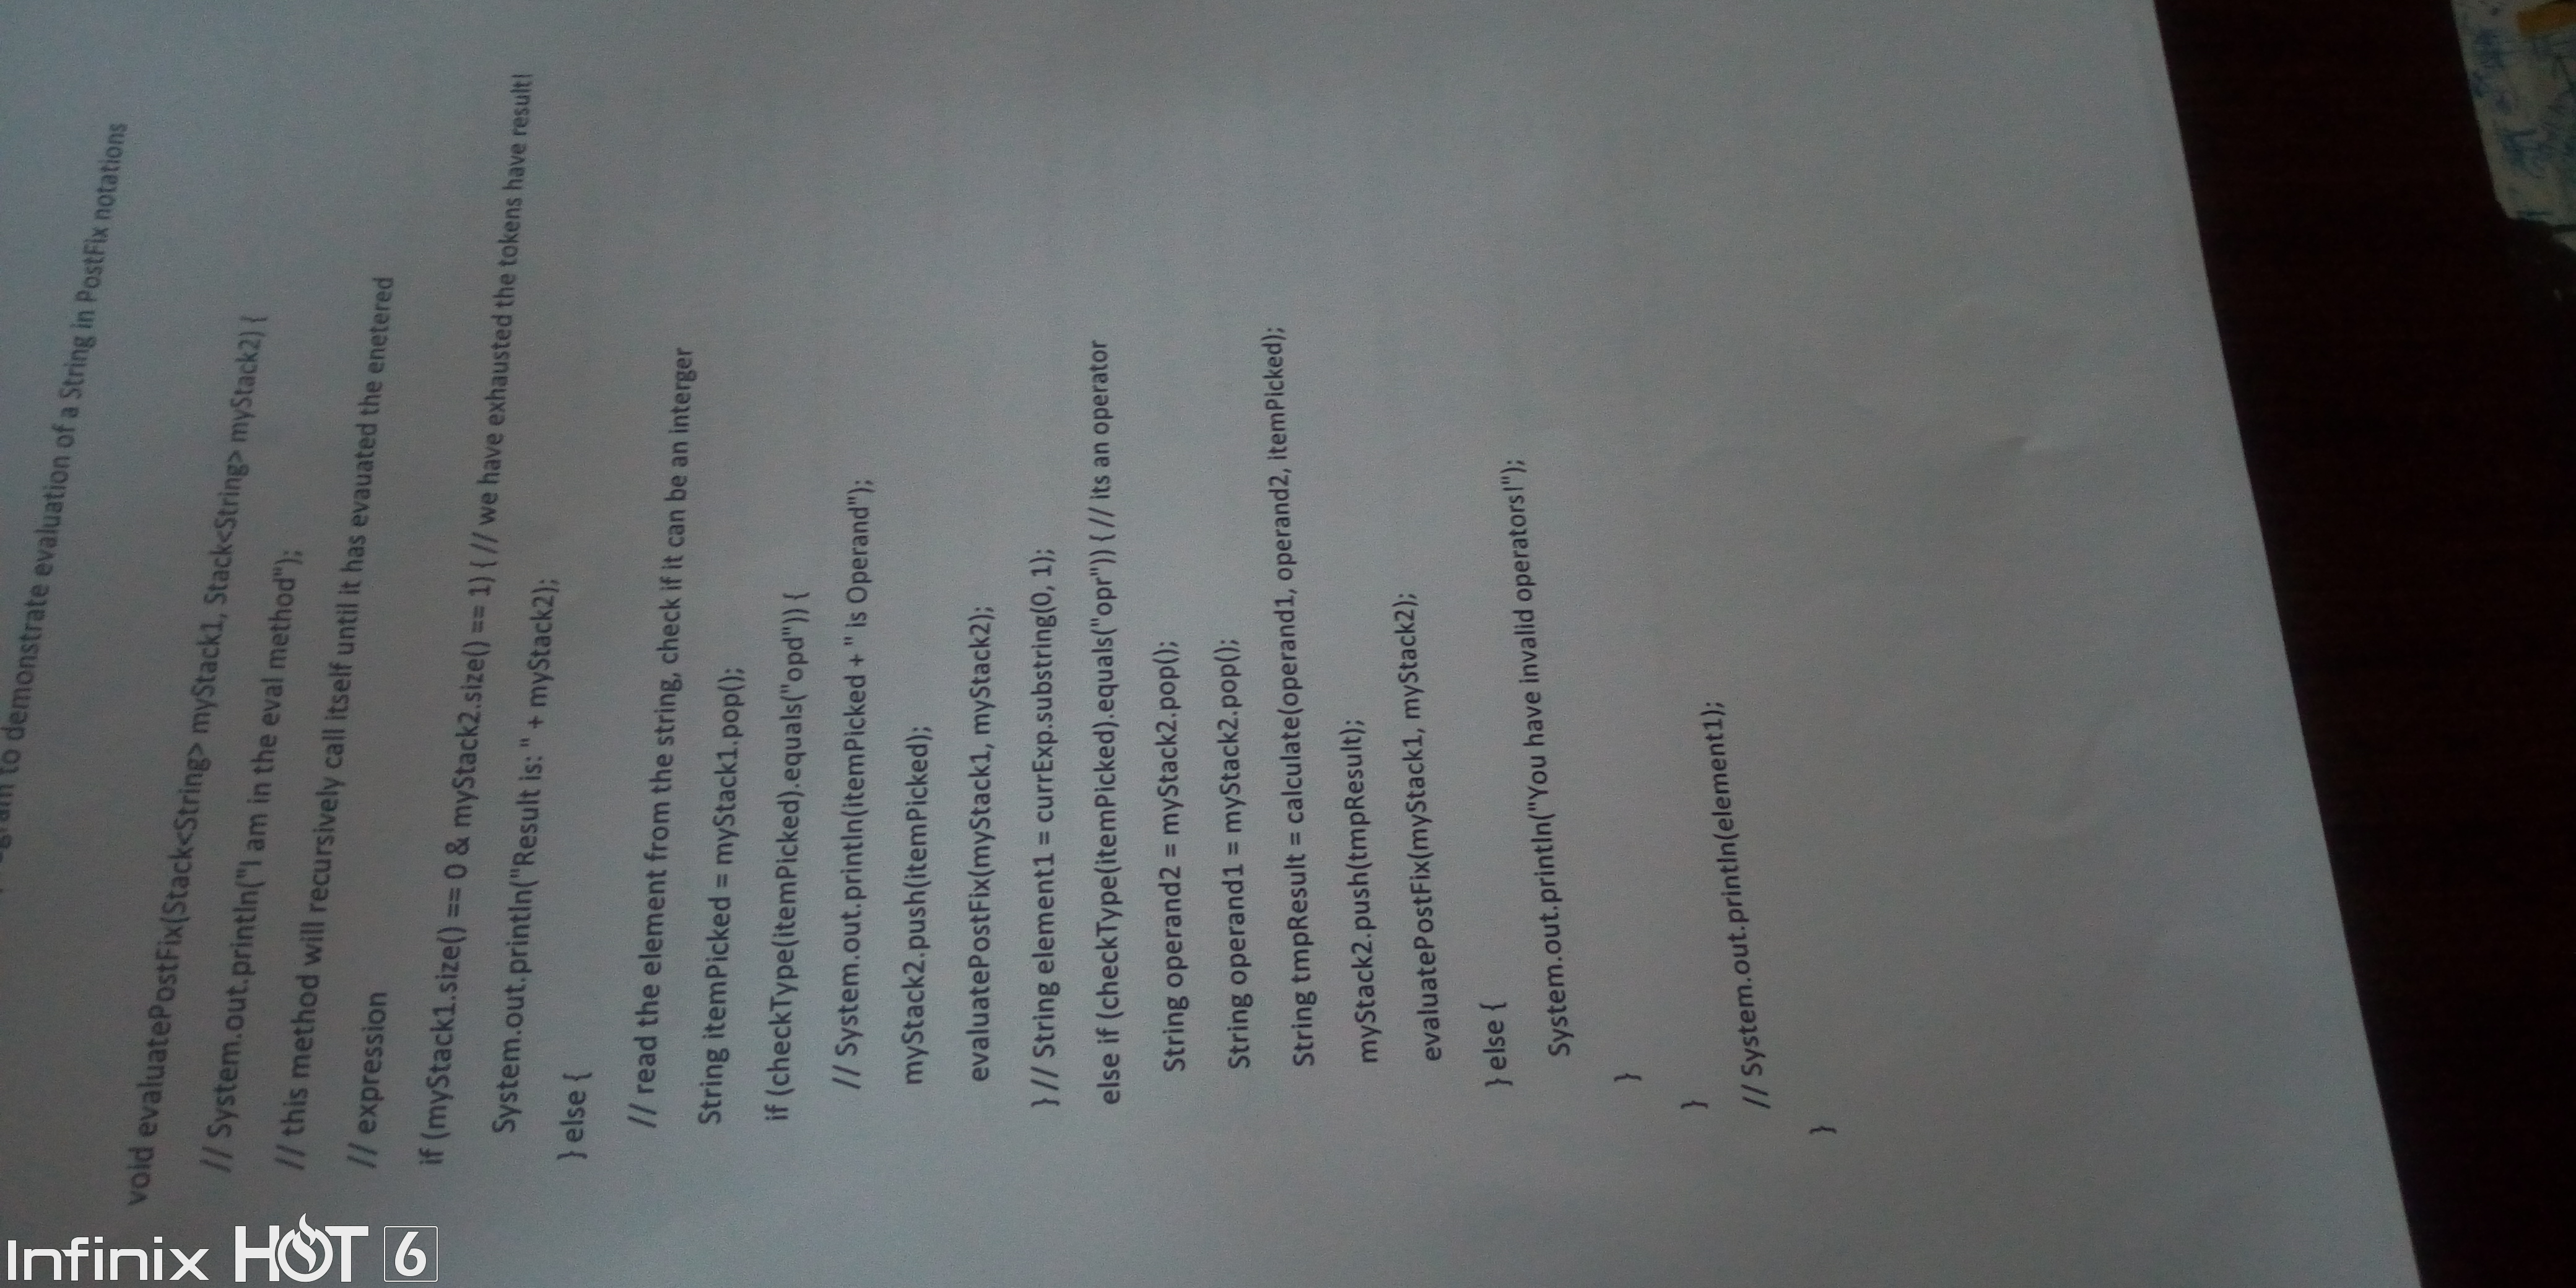 to demonstrate evaluation of a String in PostFix notations
void evaluatePostFix(Stack<String> myStack1, Stack<String> myStack2) {
// System.out.println("I am in the eval method");
// this method will recursively call itself until it has evauated the enetered
// expression
if (myStack1.size() == 0 & myStack2.size() == 1) { // we have exhausted the tokens have result!
System.out.println("Result is: " + myStack2);
} else {
// read the element from the string, check if it can be an interger
String itemPicked = myStack1.pop();
if (checkType(itemPicked).equals("opd")) {
// System.out.println(itemPicked + " is Operand");
myStack2.push(itemPicked);
evaluatePostFix(myStack1, myStack2);
} // String element1 = currExp.substring(0, 1);
else if (checkType(itemPicked).equals("opr")) { // its an operator
String operand2 = myStack2.pop();
String operand1 = myStack2.pop();
String tmpResult = calculate(operand1, operand2, itemPicked);
myStack2.push(tmpResult);
evaluatePostFix(myStack1, myStack2);
} else {
System.out.println("You have invalid operators!");
}
}
// System.out.println(element1);
}
Infinix HOT 6